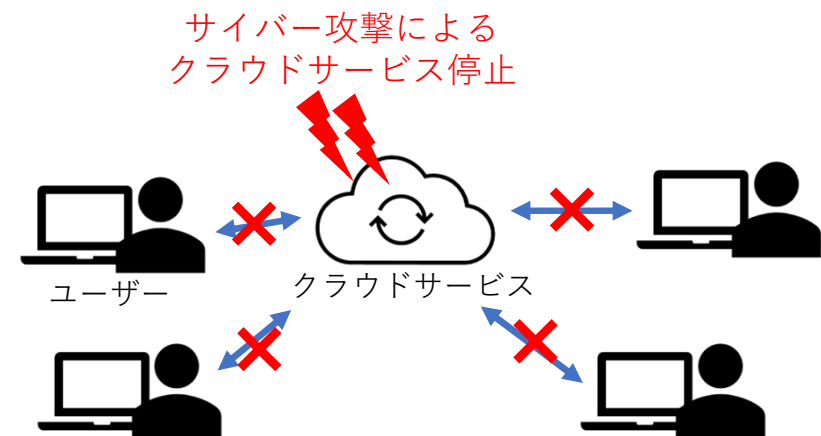 サイバー攻撃による
クラウドサービス停止
ユーザー
クラウドサービス